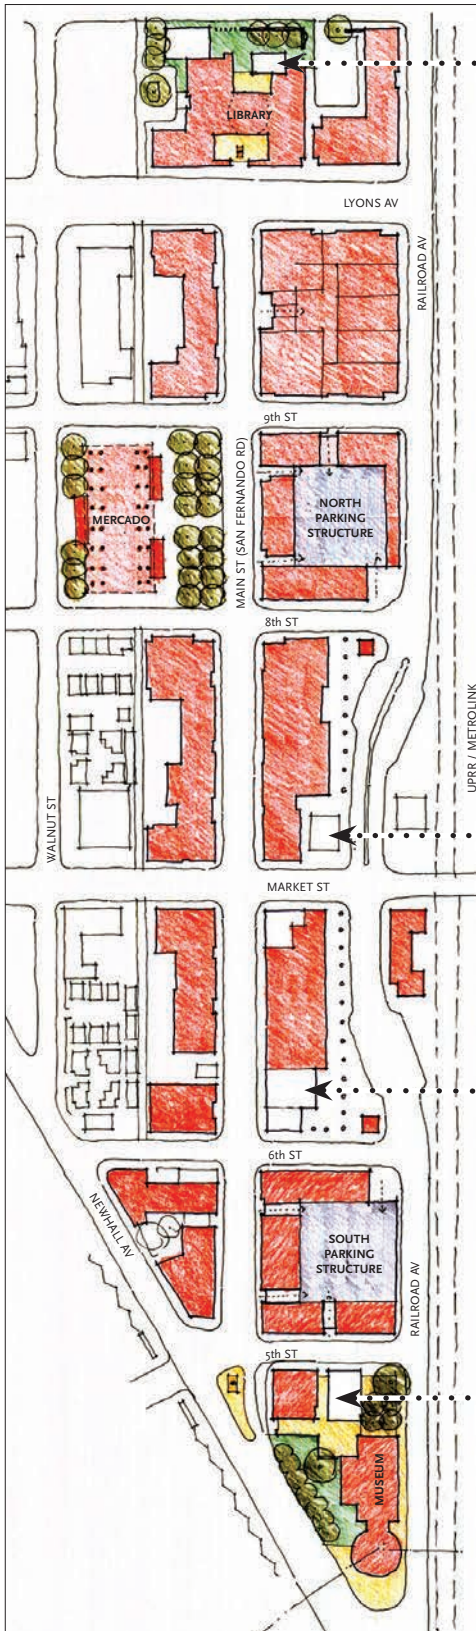 LIBRARY
LYONS AV
RAILROAD AV
9th ST
MAIN ST (SAN FERNANDO RD)
MERCADO
NORTH
PARKING
STRUCTURE
8th ST
UPRR / METROLINK
WALNUT ST
MARKET ST
6th ST
NEWHALL AV
SOUTH
PARKING
STRUCTURE
RAILROAD AV
5th ST
MUSEUM